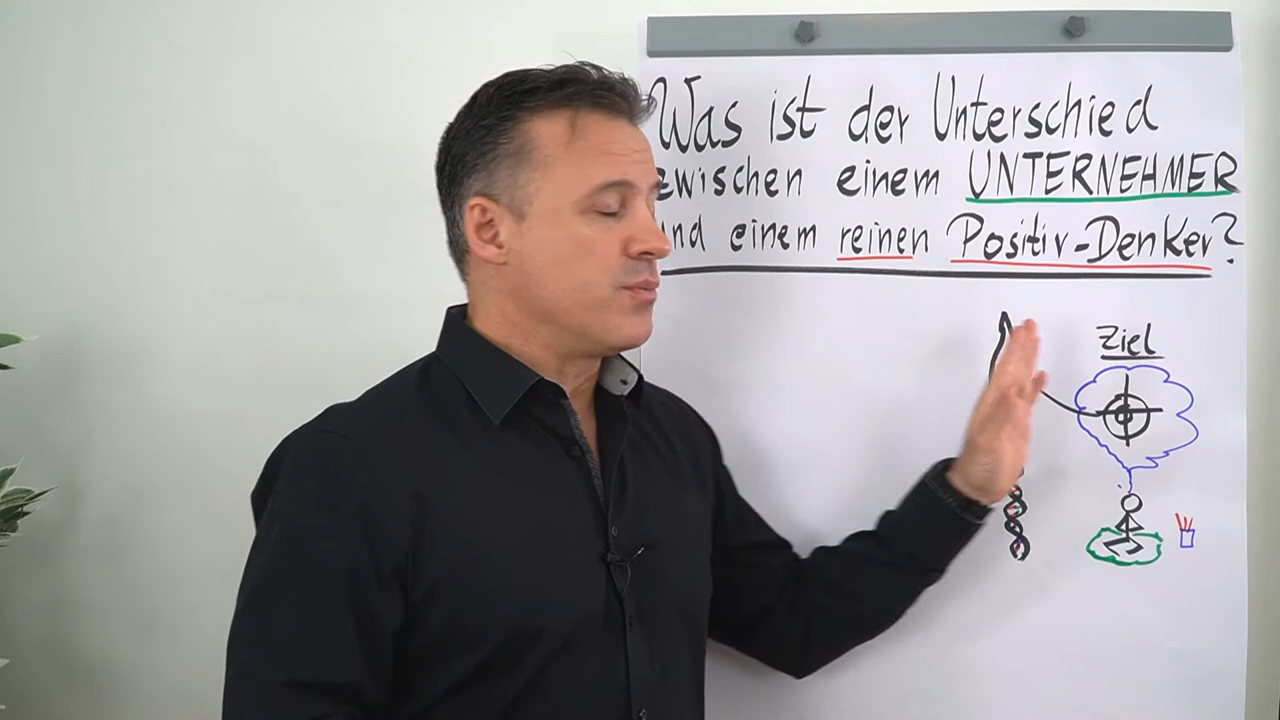 Was ist der Unterschied
zwischen einem UNTERNEHMER
und einem reinen Positiv-Denker?
Ziel